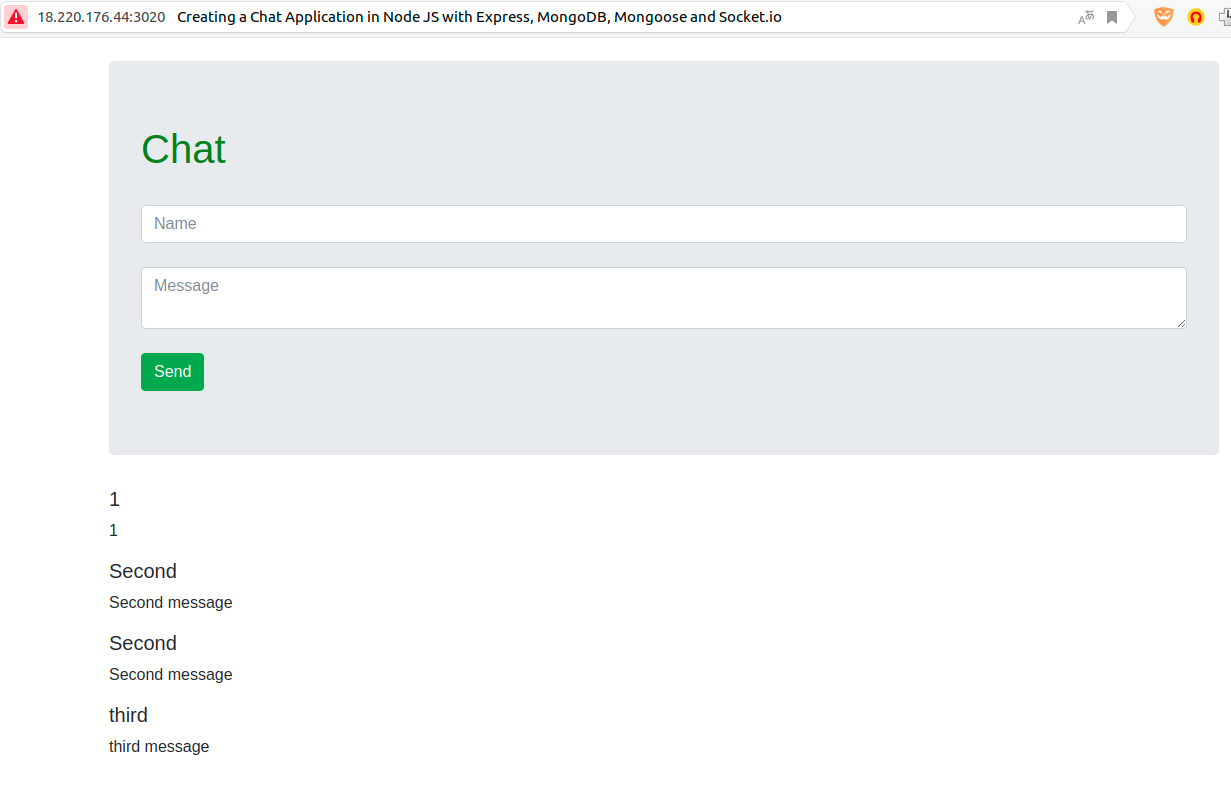 18.220.176.44:3020 Creating a Chat Application in Node JS with Express, MongoDB, Mongoose and Socket.io
Chat
Name
Message
Send
1
1
Second
Second message
Second
Second message
third
third message